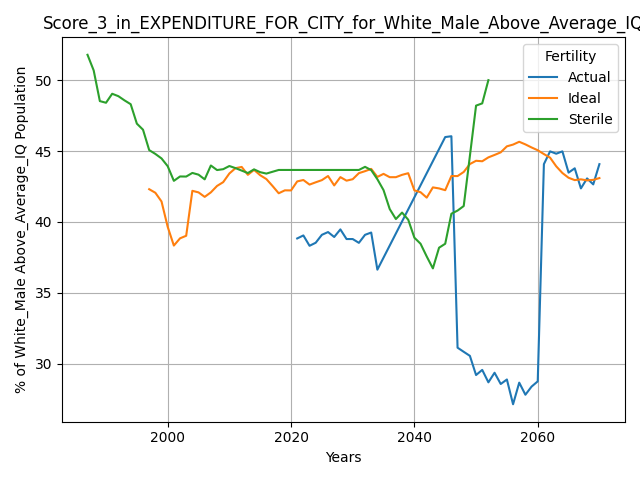 Score_3_in_EXPENDITURE_FOR_CITY_for_White_Male_Above_Average_IQ
Fertility
Actual
Ideal
Sterile
% of White_Male Above_Average_IQ Population
50
45
40
35
30
2000
2020
2040
2060
Years